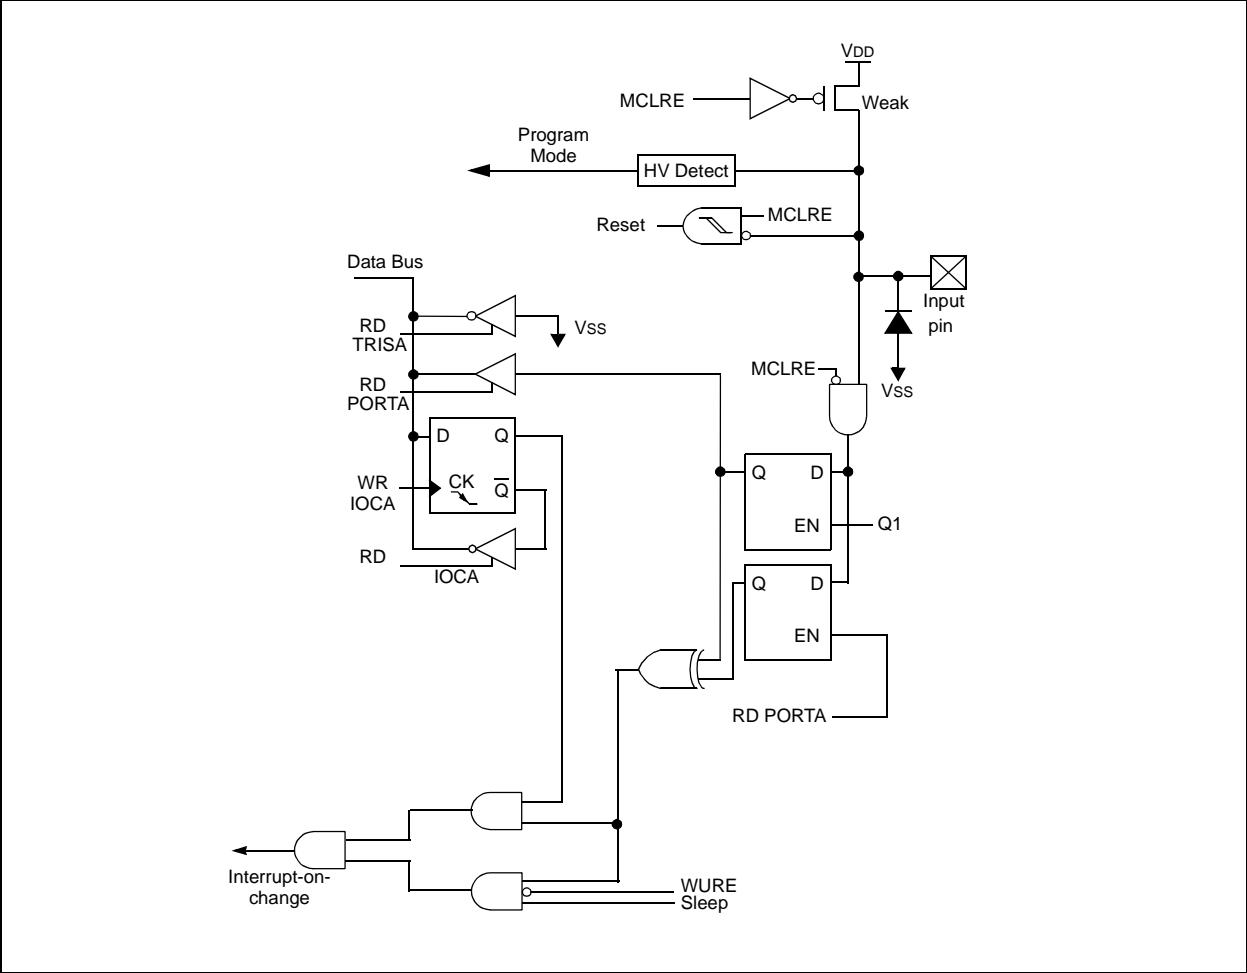 VDD
MCLRE
Weak
Program
Mode
HV Detect
MCLRE
Reset
Data Bus
Input
pin
RD
TRISA
VSS
MCLRE
VSS
RD
PORTA
D Q
WR
IOCA
CK
Q
Q D
EN
Q1
RD
IOCA
Q D
EN
RD PORTA
Interrupt-on-
change
WURE
Sleep